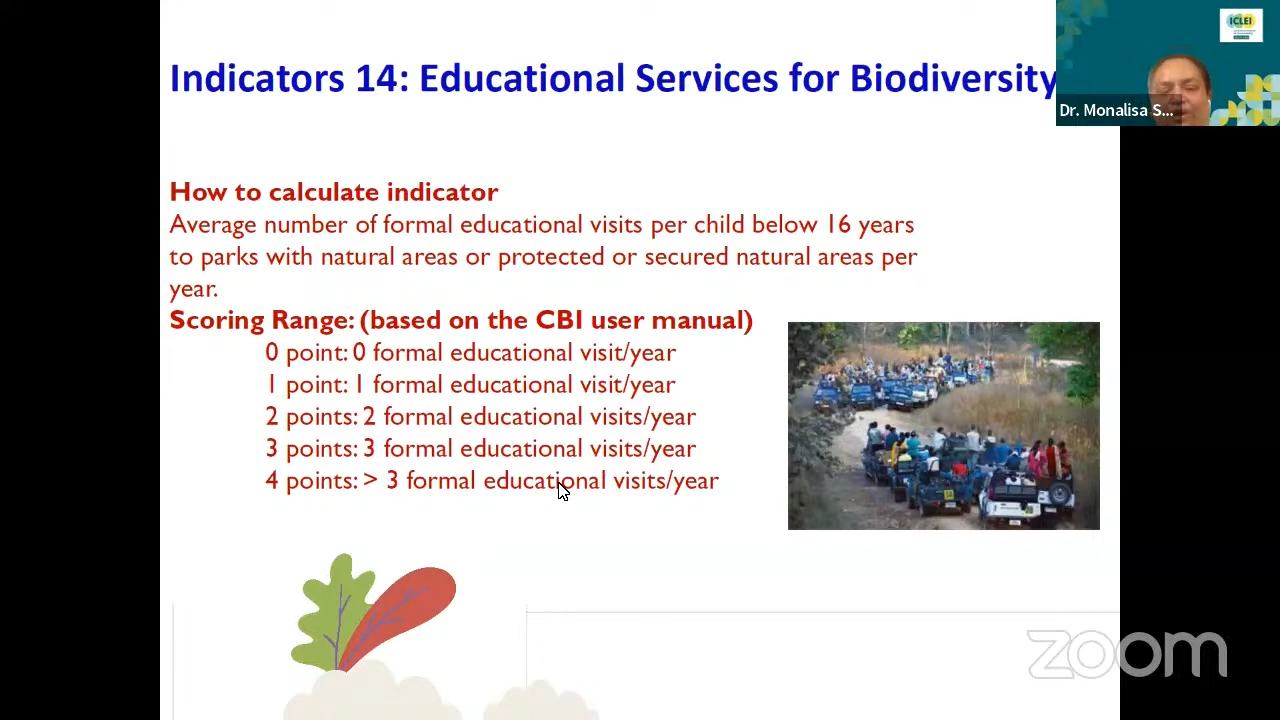 Indicators 14: Educational Services for Biodiversity
ICLEI
Dr. Monalisa S...
How to calculate indicator
Average number of formal educational visits per child below 16 years
to parks with natural areas or protected or secured natural areas per
year.
Scoring Range: (based on the CBI user manual)
0 point: 0 formal educational visit/year
1 point: 1 formal educational visit/year
2 points: 2 formal educational visits/year
3 points: 3 formal educational visits/year
4 points: > 3 formal educational visits/year
zoom